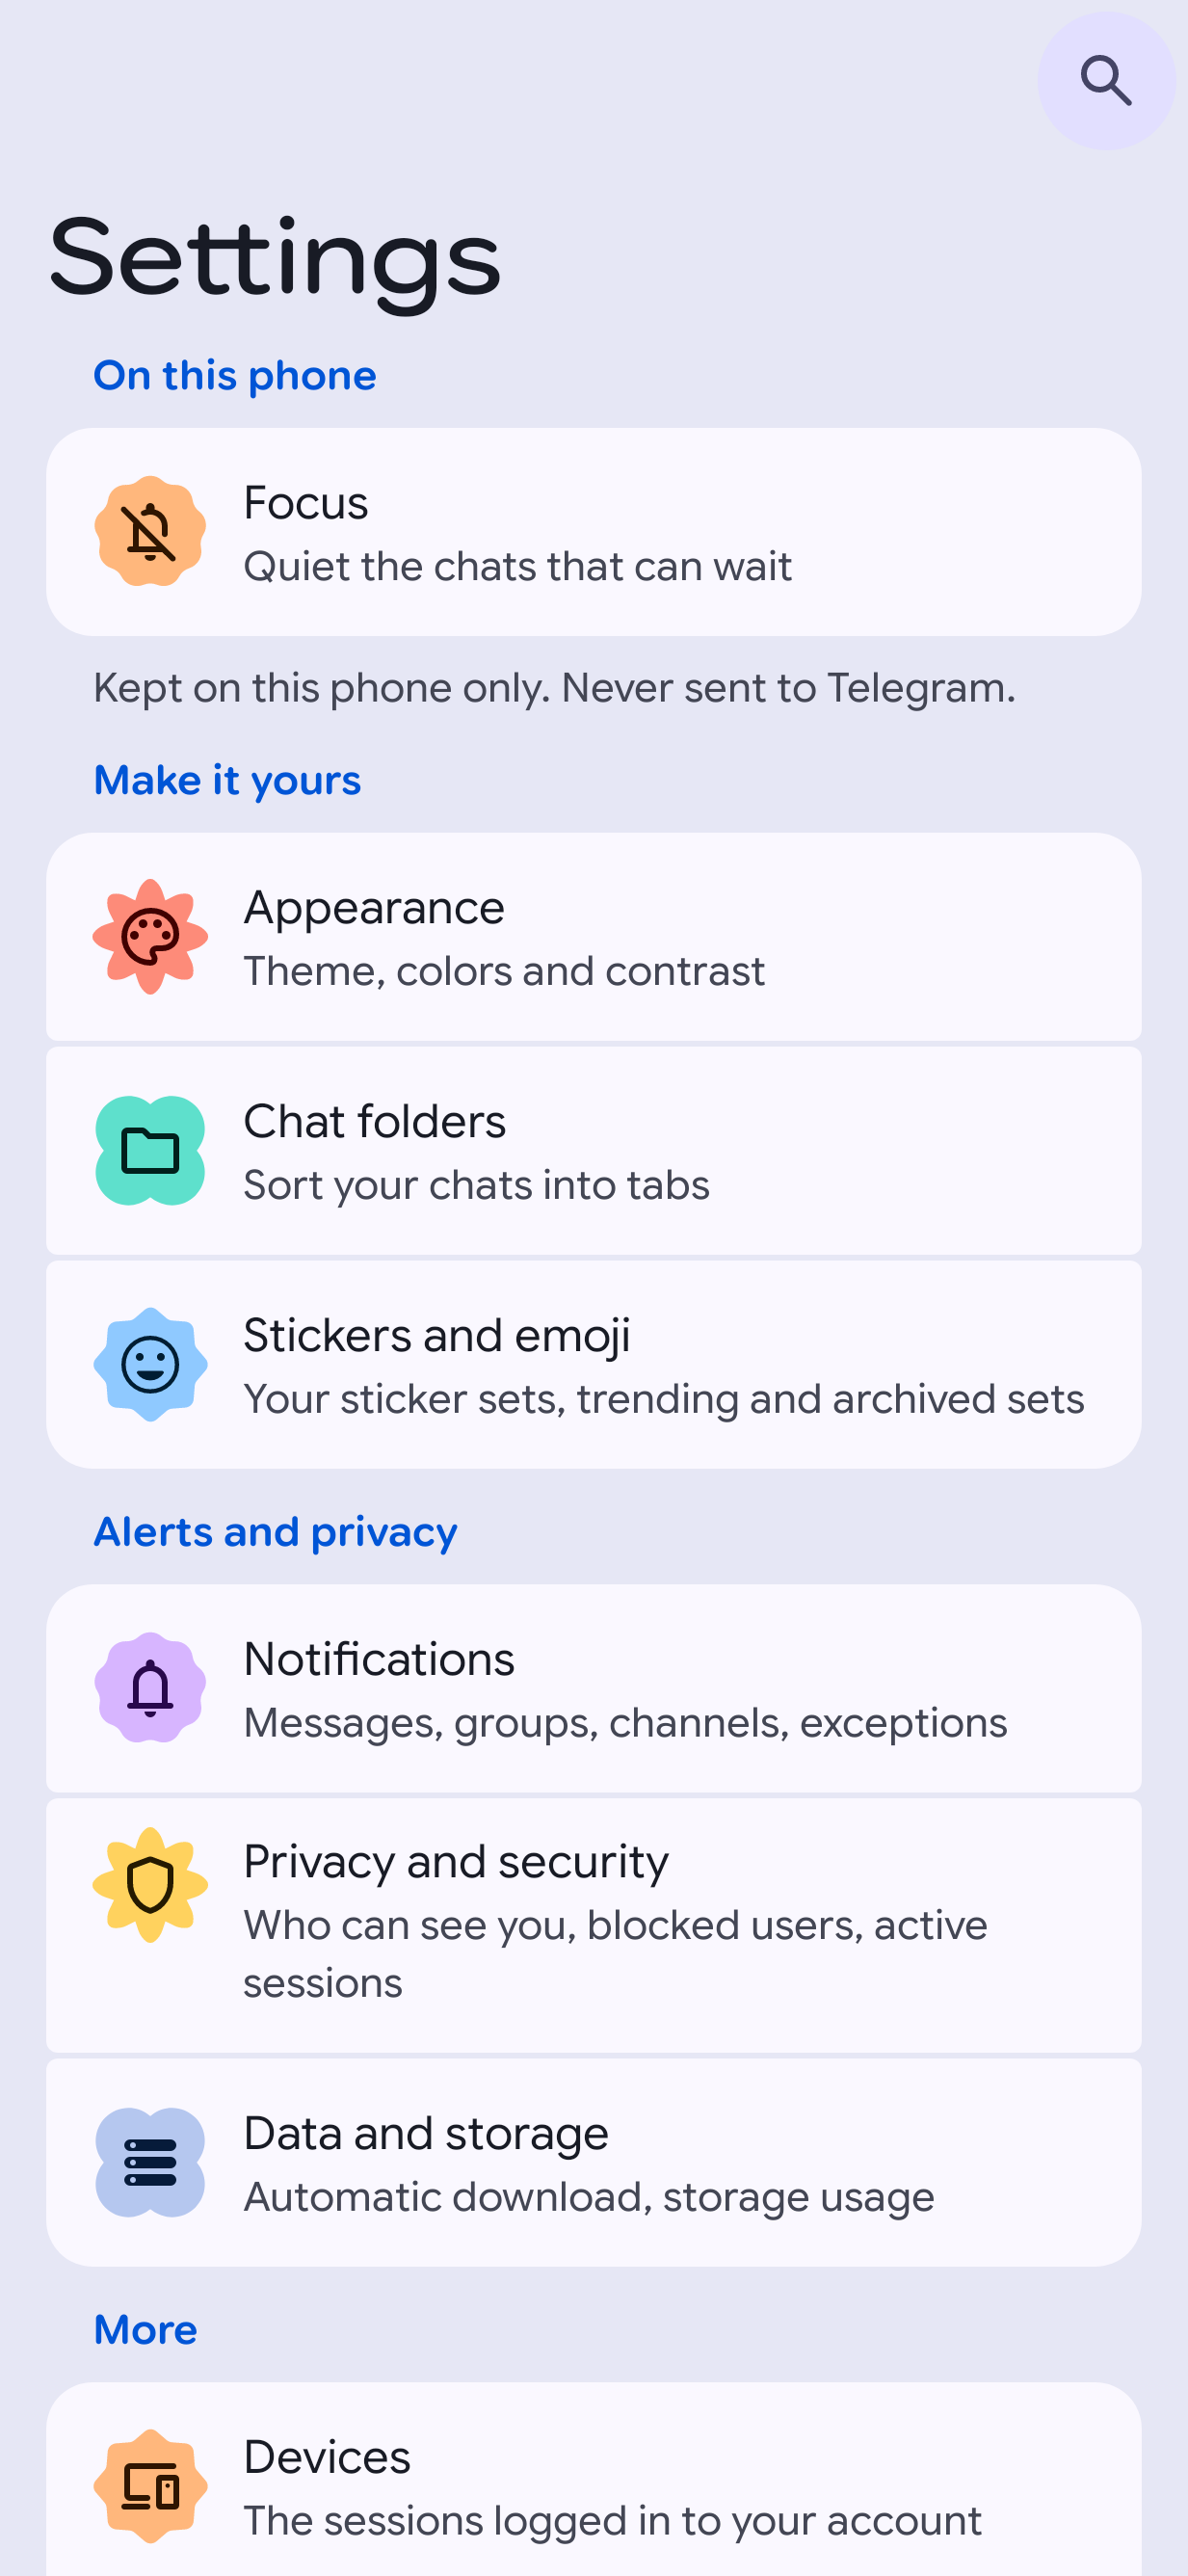 Settings
On this phone
Focus
Quiet the chats that can wait
Kept on this phone only. Never sent to Telegram.
Make it yours
Appearance
Theme, colors and contrast
Chat folders
Sort your chats into tabs
Stickers and emoji
Your sticker sets, trending and archived sets
Alerts and privacy
Notifications
Messages, groups, channels, exceptions
Privacy and security
Who can see you, blocked users, active
sessions
Data and storage
Automatic download, storage usage
More
Devices
The sessions logged in to your account